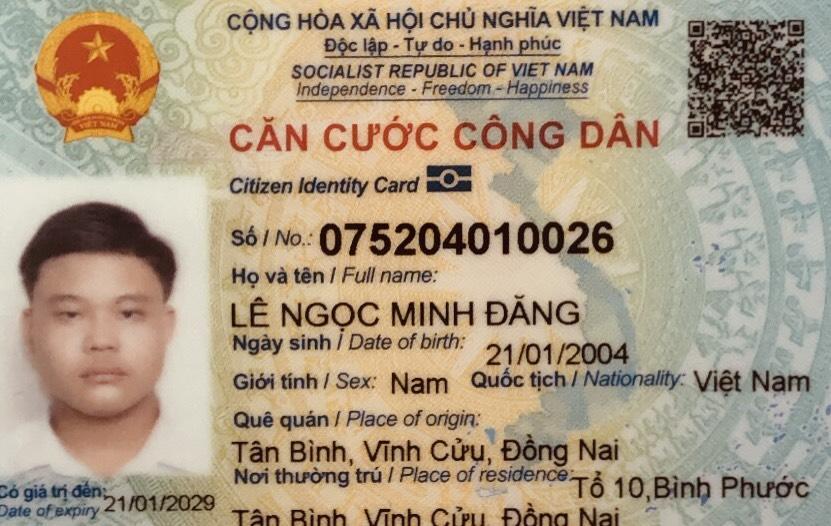 CỘNG HÒA XÃ HỘI CHỦ NGHĨA VIỆT NAM
Độc lập - Tự do - Hạnh phúc
SOCIALIST REPUBLIC OF VIET NAM
Independence - Freedom - Happiness
CĂN CƯỚC CÔNG DÂN
Citizen Identity Card
Số / No.: 075204010026
Họ và tên / Full name:
LÊ NGỌC MINH ĐĂNG
Ngày sinh / Date of birth: 21/01/2004
Giới tính / Sex: Nam Quốc tịch / Nationality: Việt Nam
Quê quán / Place of origin:
Tân Bình, Vĩnh Cửu, Đồng Nai
Nơi thường trú / Place of residence: Tổ 10,Bình Phước
Tân Bình, Vĩnh Cửu, Đồng Nai
Có giá trị đến: 21/01/2029
Date of expiry
VIỆT NAM